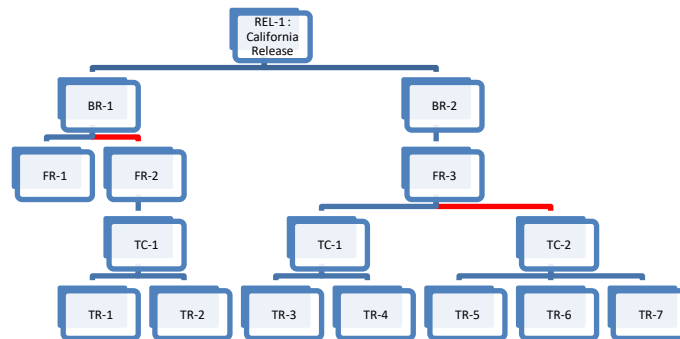 REL-1 :
California
Release
BR-1
BR-2
FR-1
FR-2
FR-3
TC-1
TC-1
TC-2
TR-1
TR-2
TR-3
TR-4
TR-5
TR-6
TR-7